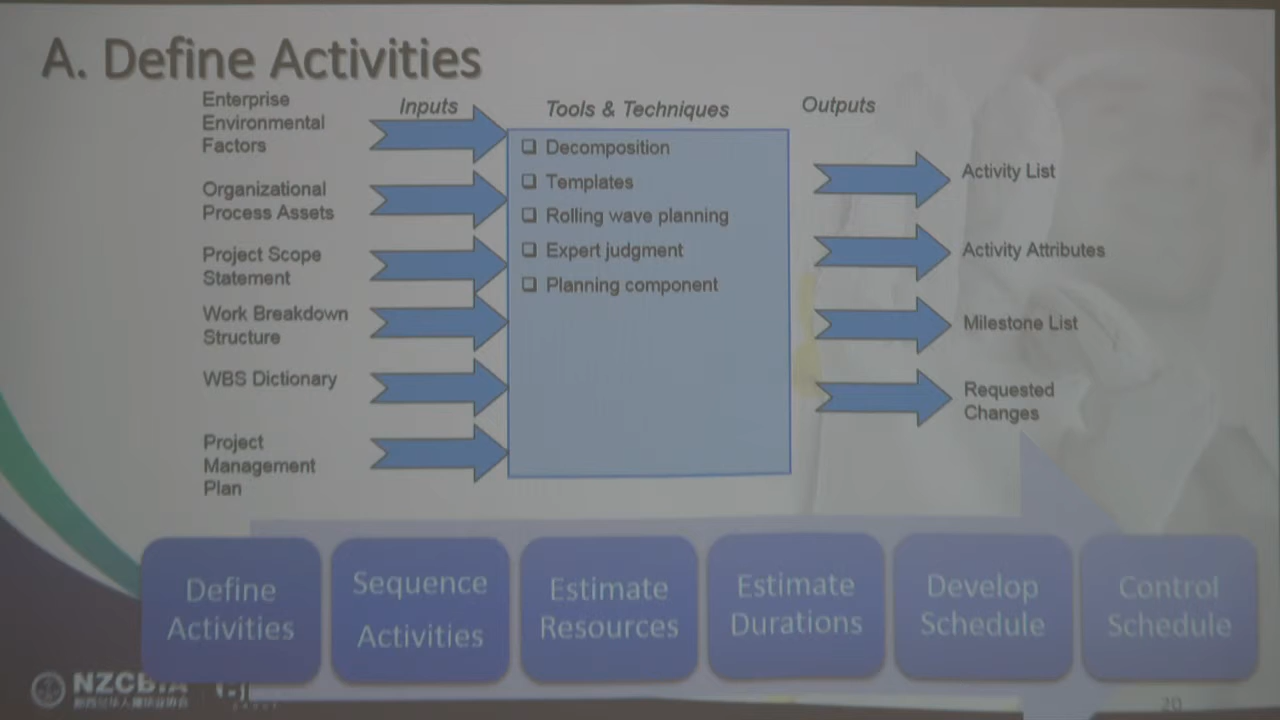 A. Define Activities
Inputs
Tools & Techniques
Outputs
Enterprise
Environmental
Factors
Organizational
Process Assets
Project Scope
Statement
Work Breakdown
Structure
WBS Dictionary
Project
Management
Plan
Decomposition
Templates
Rolling wave planning
Expert judgment
Planning component
Activity List
Activity Attributes
Milestone List
Requested
Changes
Define
Activities
Sequence
Activities
Estimate
Resources
Estimate
Durations
Develop
Schedule
Control
Schedule
NZCBIA
20